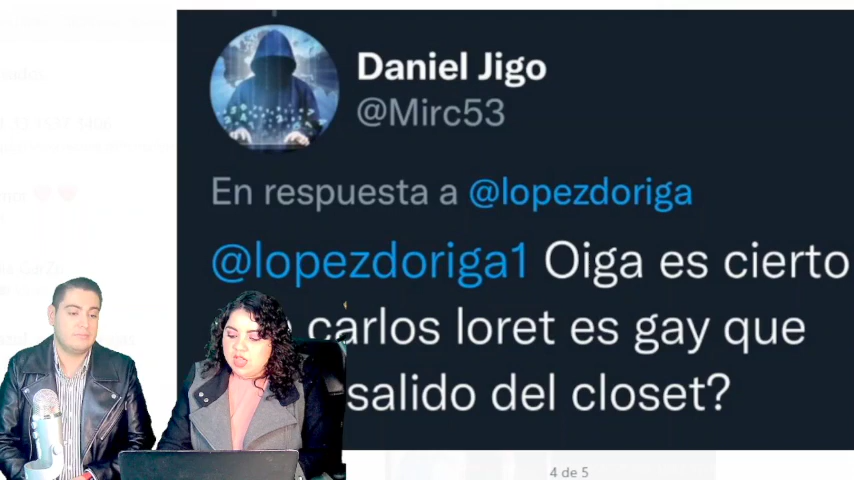 Daniel Jigo
@Mirc53
En respuesta a @lopezdoriga
@lopezdoriga1 Oiga es cierto
carlos loret es gay que
salido del closet?
4 de 5